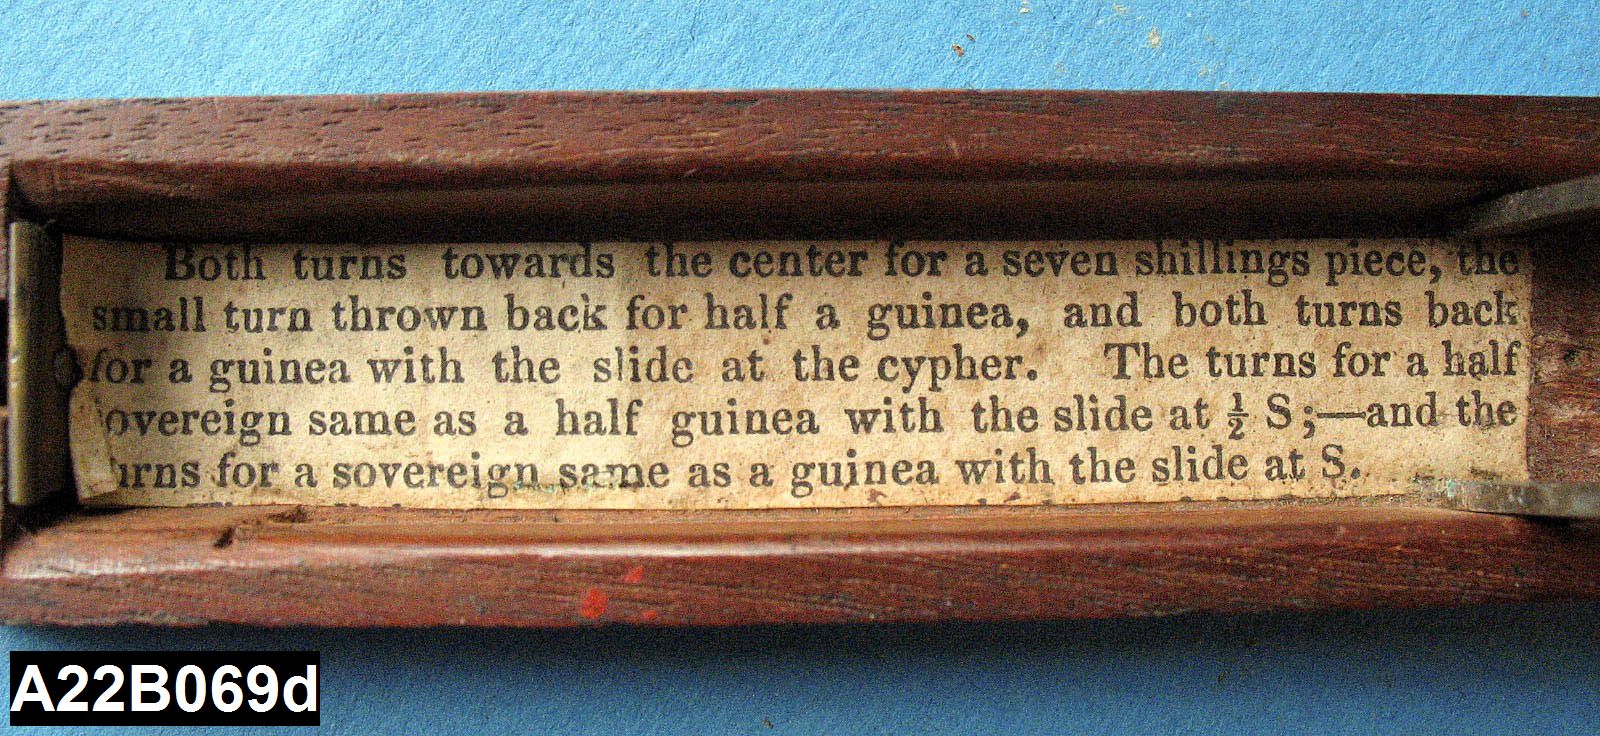 Both turns towards the center for a seven shillings piece, the
small turn thrown back for half a guinea, and both turns back
for a guinea with the slide at the cypher. The turns for a half
overeign same as a half guinea with the slide at ½ S;—and the
urns for a sovereign same as a guinea with the slide at S.
A22B069d